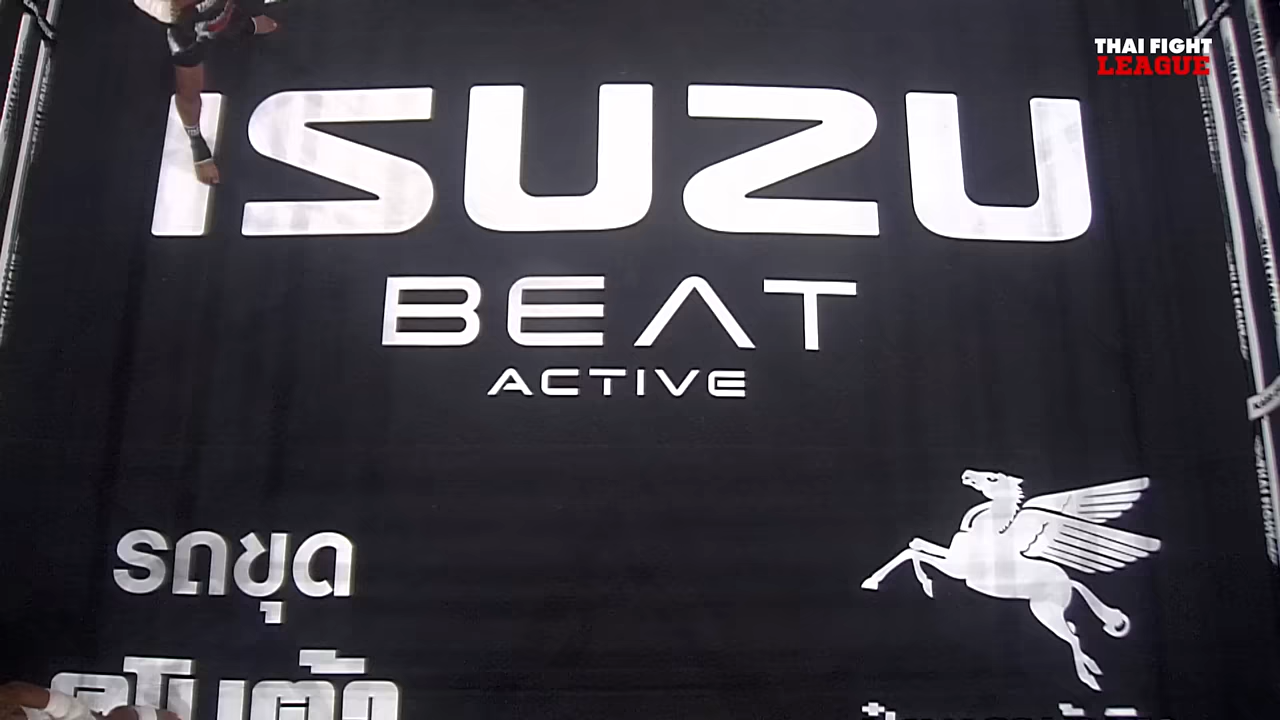 THAI FIGHT
LEAGUE
ISUZU
BEAT
ACTIVE
รถขุด